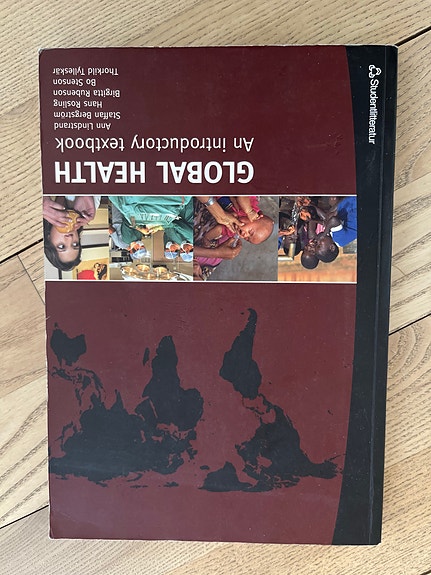 Ann Lindstrand
Staffan Bergström
Hans Rosling
Birgitta Rubenson
Bo Stenson
Thorkild Tylleskär
An introductory textbook
GLOBAL HEALTH
Studentlitteratur